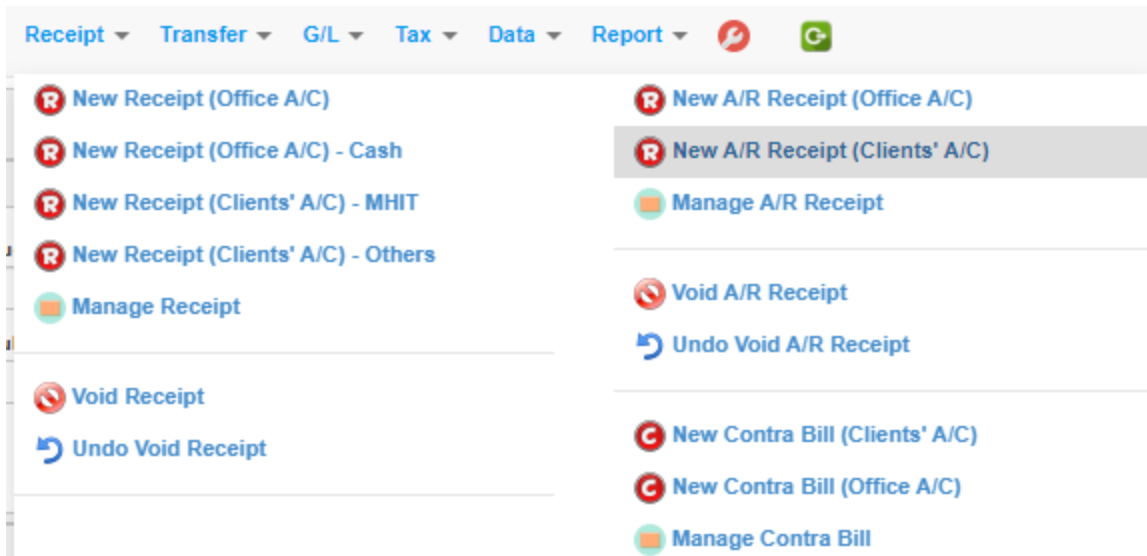 Receipt Transfer G/L Tax Data Report
New Receipt (Office A/C)
New Receipt (Office A/C) - Cash
New Receipt (Clients' A/C) - MHIT
New Receipt (Clients' A/C) - Others
Manage Receipt
Void Receipt
Undo Void Receipt
New A/R Receipt (Office A/C)
New A/R Receipt (Clients' A/C)
Manage A/R Receipt
Void A/R Receipt
Undo Void A/R Receipt
New Contra Bill (Clients' A/C)
New Contra Bill (Office A/C)
Manage Contra Bill